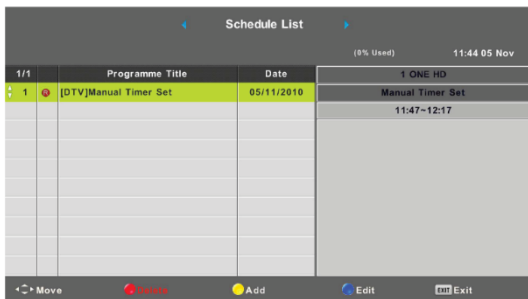 Schedule List
(0% Used) 11:44 05 Nov
1/1 Programme Title Date 1 ONE HD
1 [DTV]Manual Timer Set 05/11/2010 Manual Timer Set
11:47~12:17
Move Delete Add Edit EXIT Exit